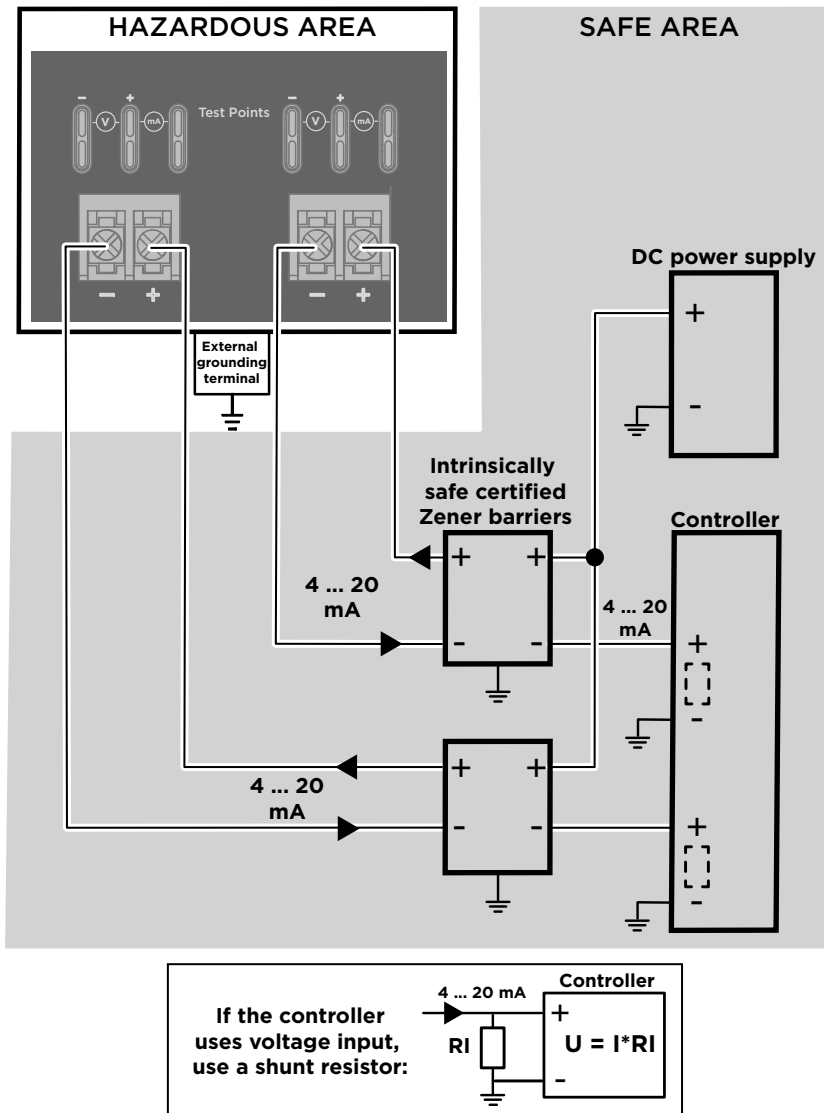 HAZARDOUS AREA
SAFE AREA
- + - +
V mA Test Points V mA
- + - +
External
grounding
terminal
DC power supply
+
-
Intrinsically
safe certified
Zener barriers
Controller
+ +
4 ... 20
mA
4 ... 20
mA
- -
+
-
+ +
4 ... 20
mA
- -
+
-
If the controller
uses voltage input,
use a shunt resistor:
4 ... 20 mA
Controller
+
RI
U = I*RI
-